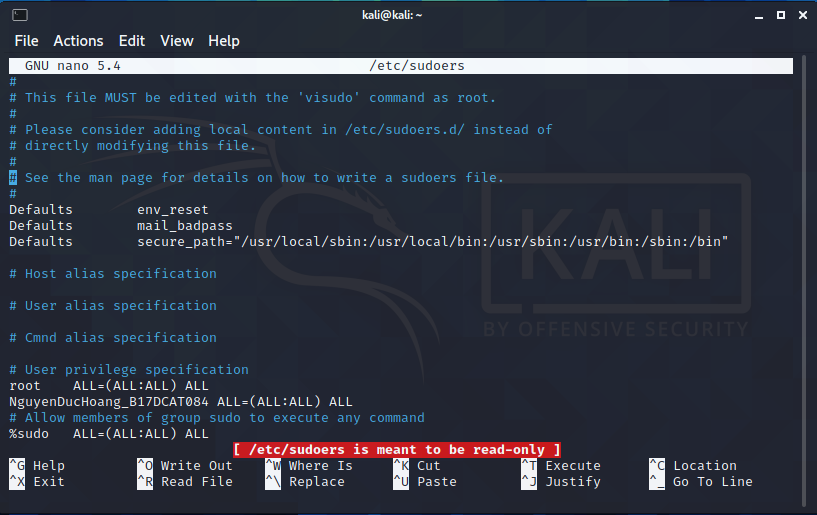 kali@kali: ~
File Actions Edit View Help
GNU nano 5.4 /etc/sudoers
#
# This file MUST be edited with the 'visudo' command as root.
#
# Please consider adding local content in /etc/sudoers.d/ instead of
# directly modifying this file.
#
# See the man page for details on how to write a sudoers file.
#
Defaults env_reset
Defaults mail_badpass
Defaults secure_path="/usr/local/sbin:/usr/local/bin:/usr/sbin:/usr/bin:/sbin:/bin"
# Host alias specification
# User alias specification
# Cmnd alias specification
# User privilege specification
root ALL=(ALL:ALL) ALL
NguyenDucHoang_B17DCAT084 ALL=(ALL:ALL) ALL
# Allow members of group sudo to execute any command
%sudo ALL=(ALL:ALL) ALL
[ /etc/sudoers is meant to be read-only ]
^G Help ^O Write Out ^W Where Is ^K Cut ^T Execute ^C Location
^X Exit ^R Read File ^\ Replace ^U Paste ^J Justify ^_ Go To Line
KALI
BY OFFENSIVE SECURITY